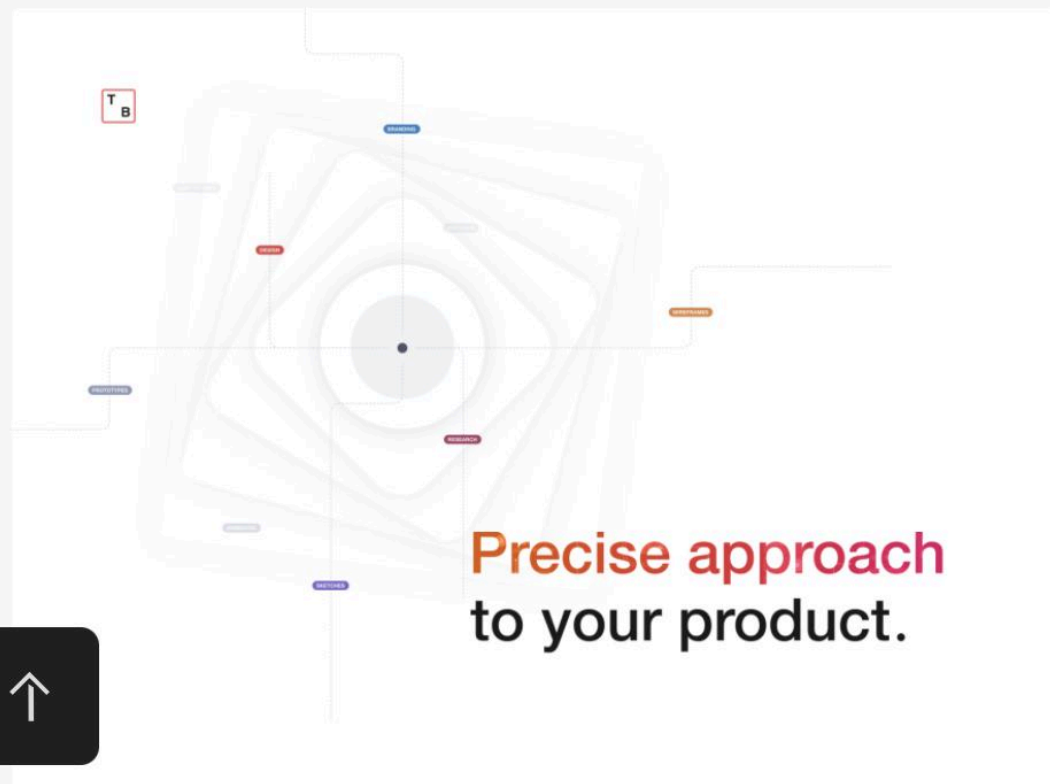 T
B
BRANDING
DESIGN
WIREFRAMES
PROTOTYPES
RESEARCH
SKETCHES
Precise approach
to your product.